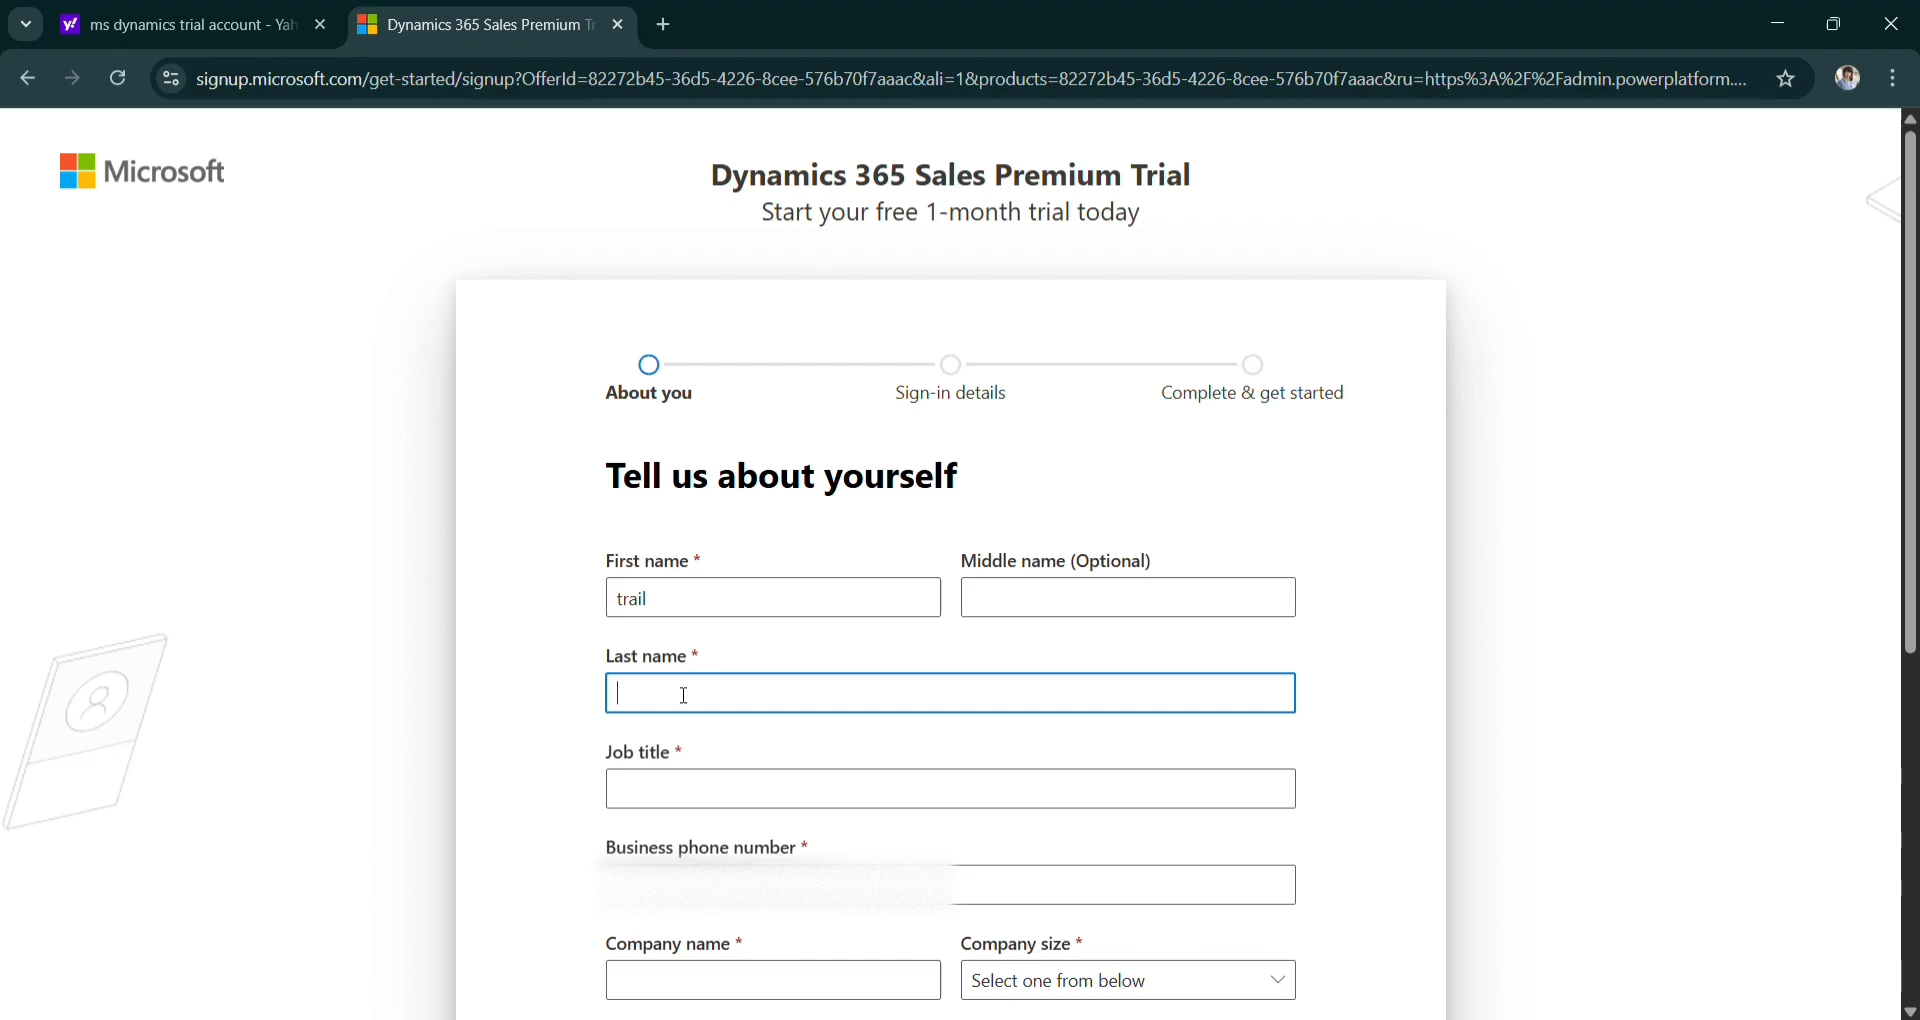 ms dynamics trial account - Yah
Dynamics 365 Sales Premium Tr
signup.microsoft.com/get-started/signup?OfferId=82272b45-36d5-4226-8cee-576b70f7aaac&ali=1&products=82272b45-36d5-4226-8cee-576b70f7aaac&ru=https%3A%2F%2Fadmin.powerplatform....
Microsoft
Dynamics 365 Sales Premium Trial
Start your free 1-month trial today
About you
Sign-in details
Complete & get started
Tell us about yourself
First name *
Middle name (Optional)
trail
Last name *
Job title *
Business phone number *
Company name *
Company size *
Select one from below